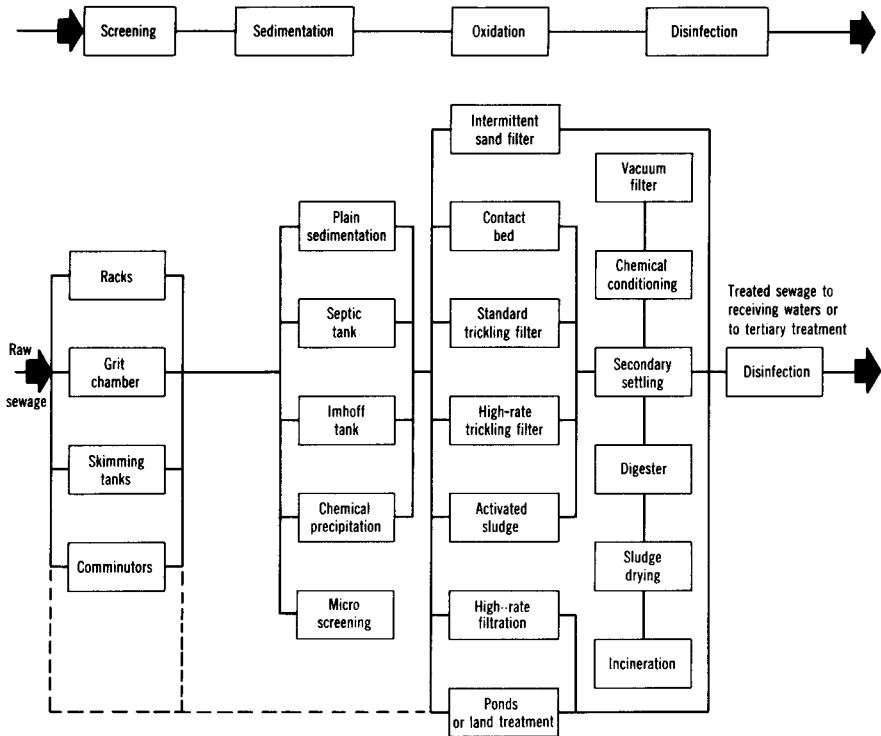 Screening
Sedimentation
Oxidation
Disinfection
Intermittent
sand filter
Vacuum
filter
Plain
sedimentation
Contact
bed
Racks
Chemical
conditioning
Treated sewage to
receiving waters or
to tertiary treatment
Septic
tank
Standard
trickling filter
Raw
sewage
Grit
chamber
Secondary
settling
Disinfection
Imhoff
tank
High-rate
trickling filter
Skimming
tanks
Digester
Chemical
precipitation
Activated
sludge
Comminutors
Sludge
drying
Micro
screening
High--rate
filtration
Incineration
Ponds
or land treatment